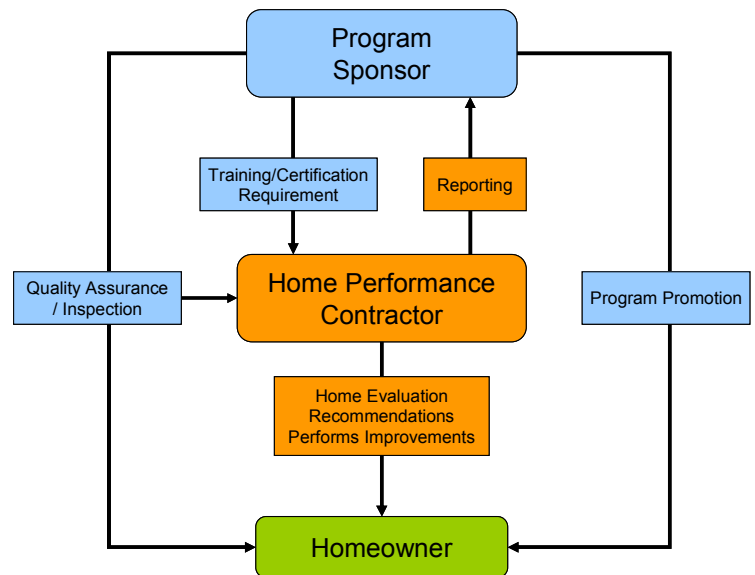 Program
Sponsor
Training/Certification
Requirement
Reporting
Quality Assurance
/ Inspection
Home Performance
Contractor
Program Promotion
Home Evaluation
Recommendations
Performs Improvements
Homeowner